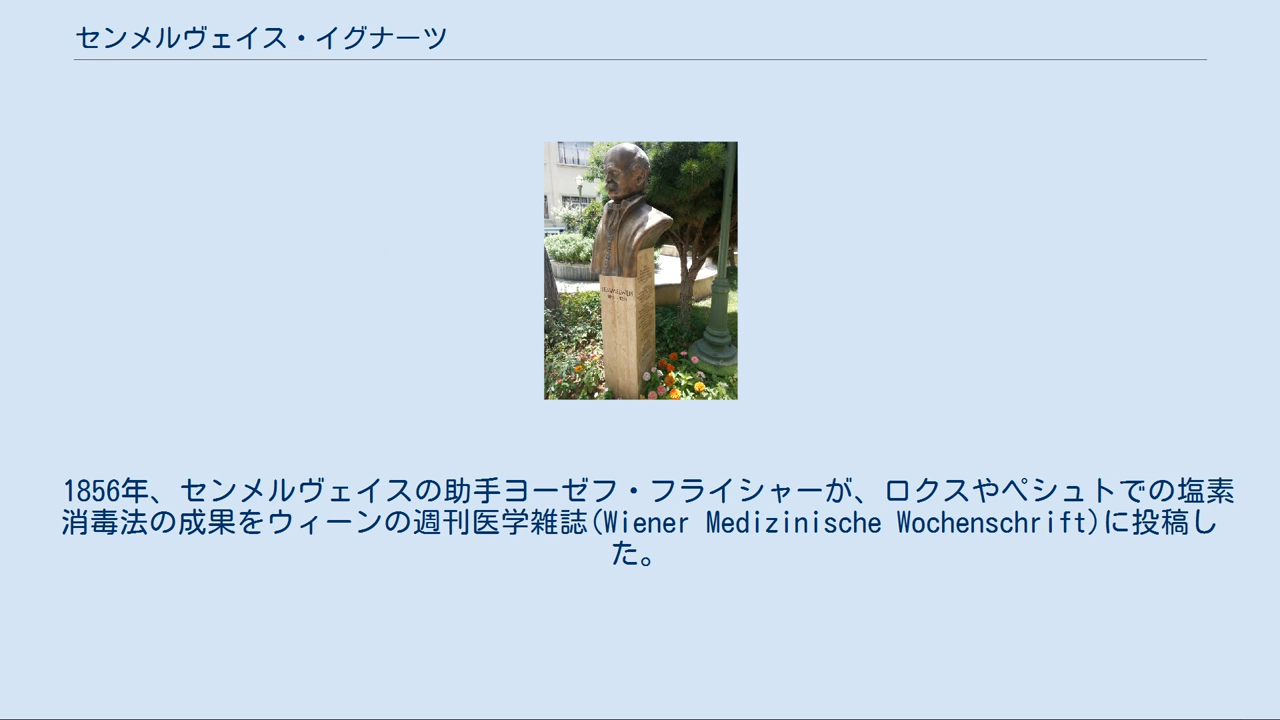 センメルヴェイス・イグナーツ
1856年、センメルヴェイスの助手ヨーゼフ・フライシャーが、ロクスやペシュトでの塩素
消毒法の成果をウィーンの週刊医学雑誌(Wiener Medizinische Wochenschrift)に投稿し
た。